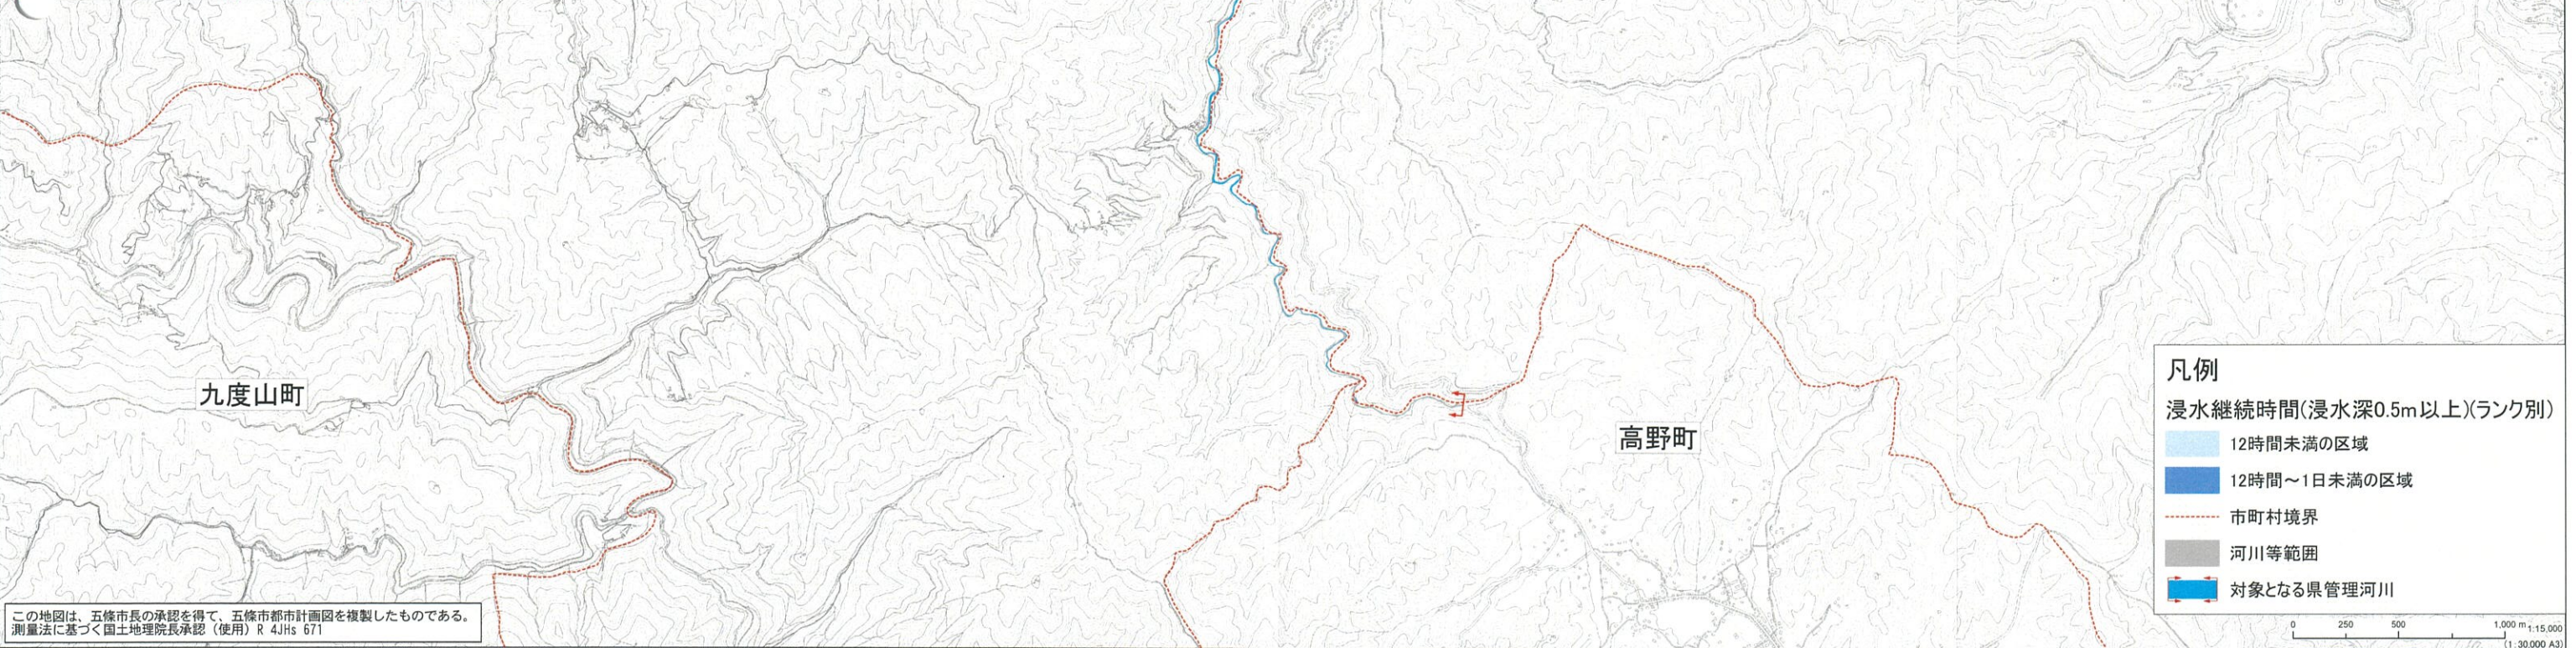 九度山町
高野町
凡例
浸水継続時間(浸水深0.5m以上)(ランク別)
12時間未満の区域
12時間～1日未満の区域
市町村境界
河川等範囲
対象となる県管理河川
この地図は、五條市長の承認を得て、五條市都市計画図を複製したものである。
測量法に基づく国土地理院長承認（使用）R 4JHs 671
0 250 500 1,000 m 1:15,000
(1:30,000 A3)